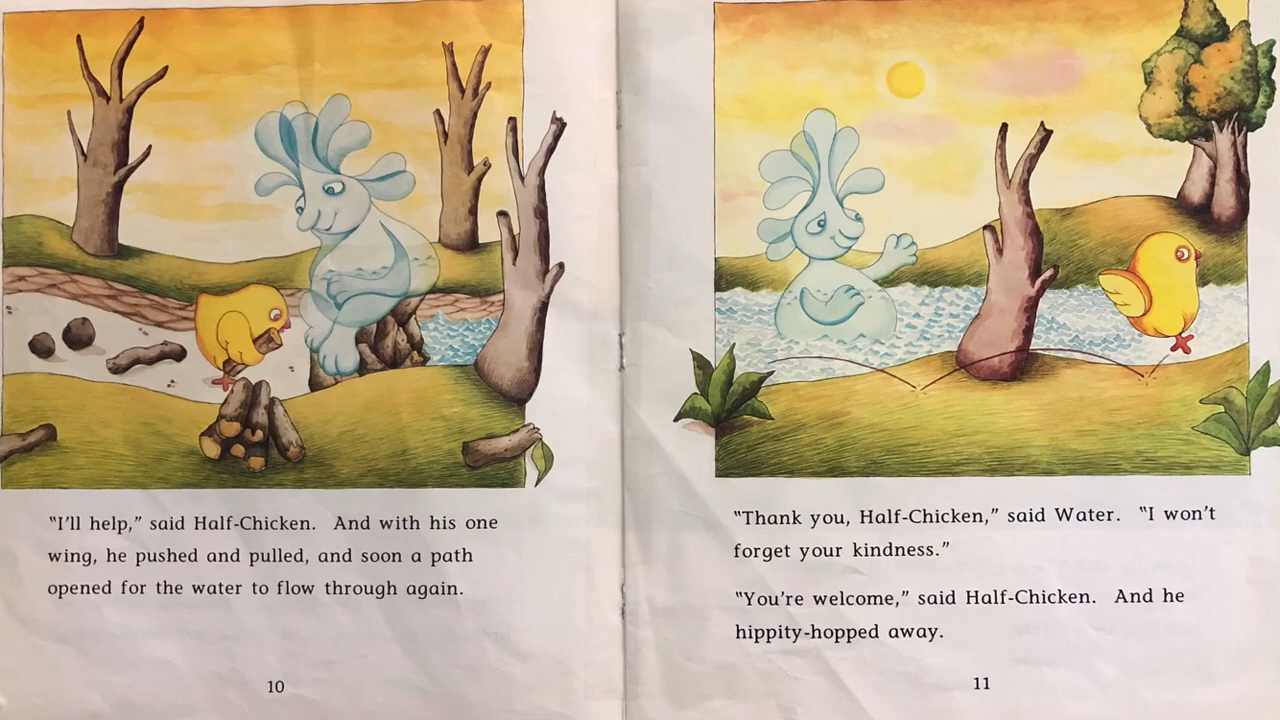 “I’ll help,” said Half-Chicken. And with his one
wing, he pushed and pulled, and soon a path
opened for the water to flow through again.
10
“Thank you, Half-Chicken,” said Water. “I won’t
forget your kindness.”
“You’re welcome,” said Half-Chicken. And he
hippity-hopped away.
11